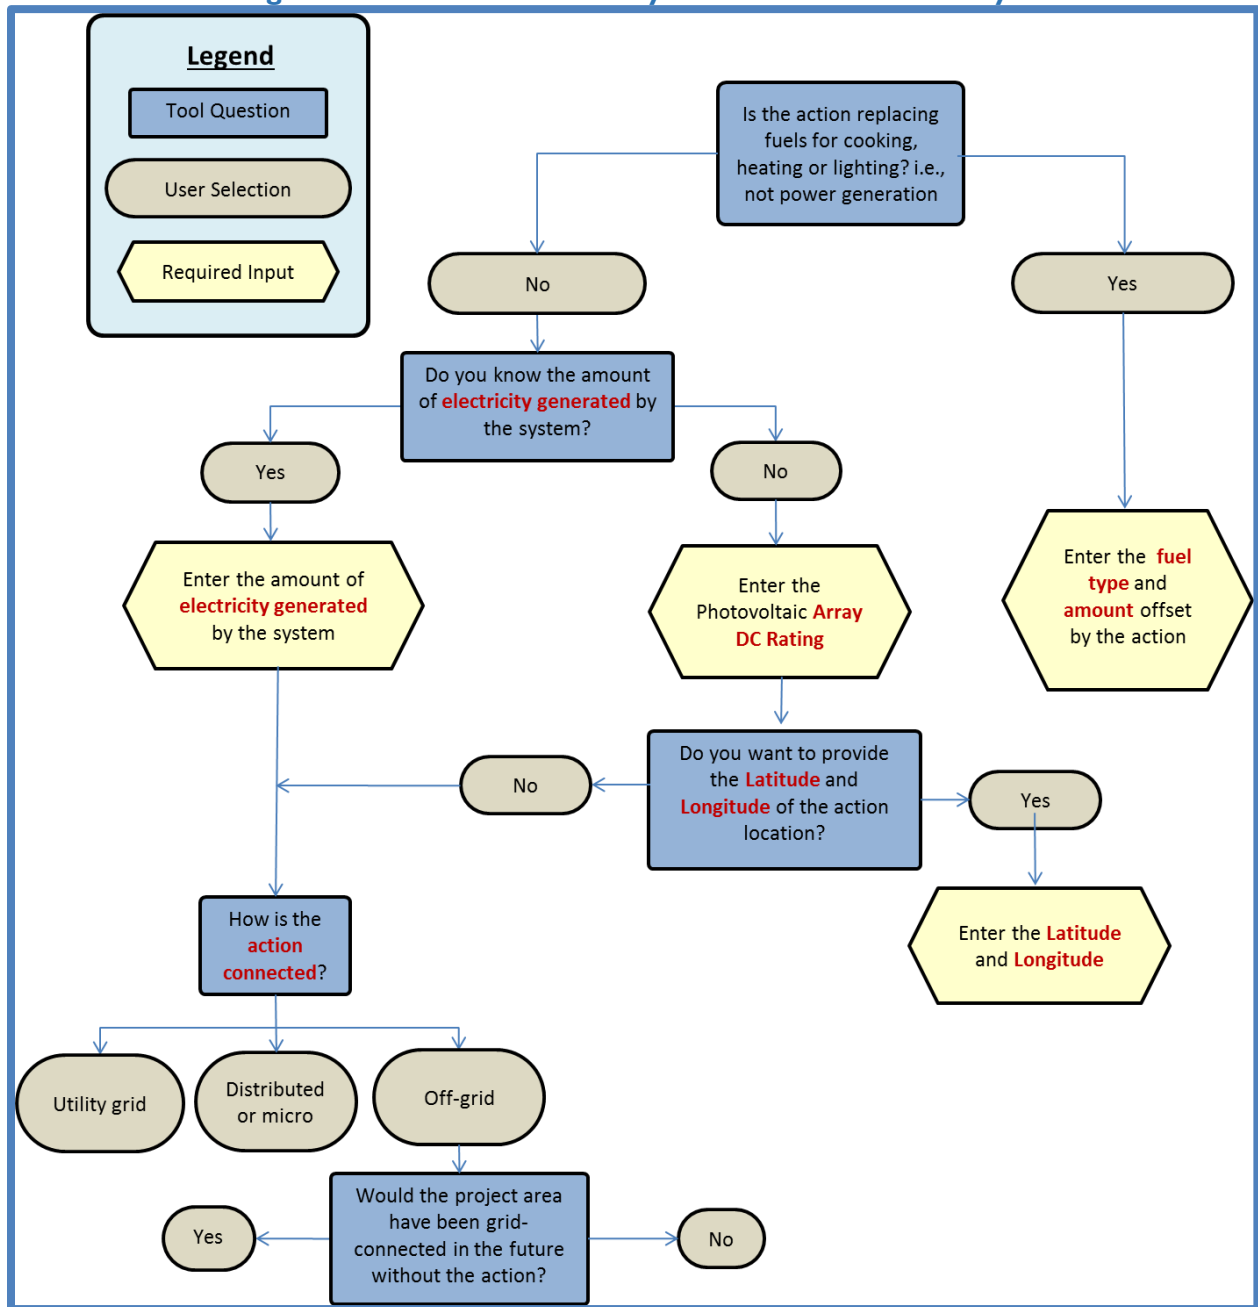 Legend
Tool Question
User Selection
Required Input
Is the action replacing
fuels for cooking,
heating or lighting? i.e.,
not power generation
No
Yes
Do you know the amount
of electricity generated by
the system?
Yes
No
Enter the amount of
electricity generated
by the system
Enter the
Photovoltaic Array
DC Rating
Enter the fuel
type and
amount offset
by the action
Do you want to provide
the Latitude and
Longitude of the action
location?
No
Yes
How is the
action
connected?
Enter the Latitude
and Longitude
Utility grid
Distributed
or micro
Off-grid
Would the project area
have been grid-
connected in the future
without the action?
Yes
No